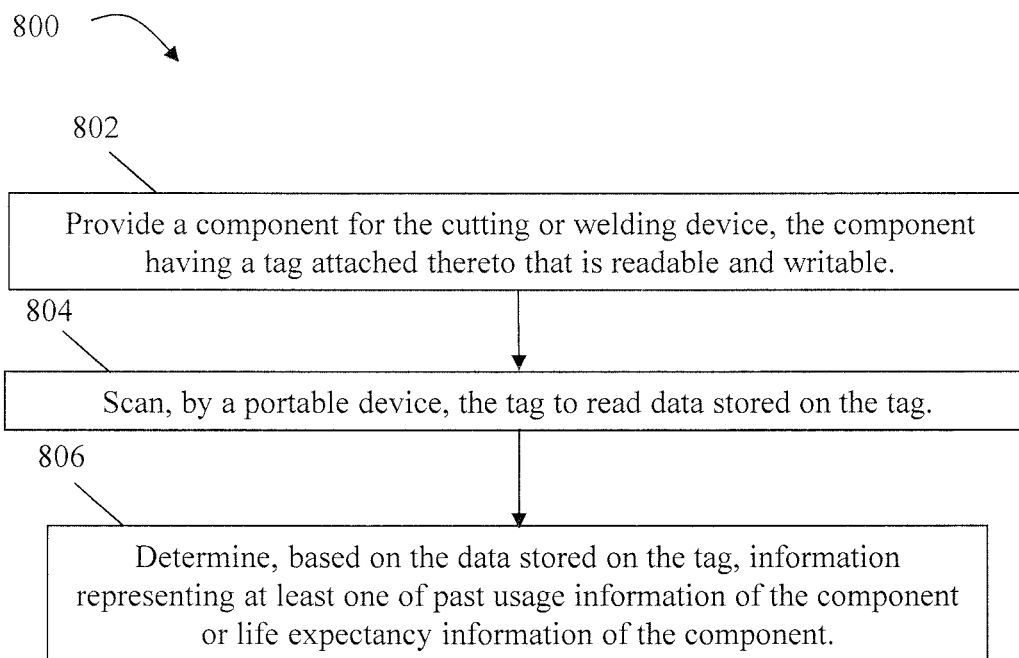 800
802
Provide a component for the cutting or welding device, the component
having a tag attached thereto that is readable and writable.
804
Scan, by a portable device, the tag to read data stored on the tag.
806
Determine, based on the data stored on the tag, information
representing at least one of past usage information of the component
or life expectancy information of the component.